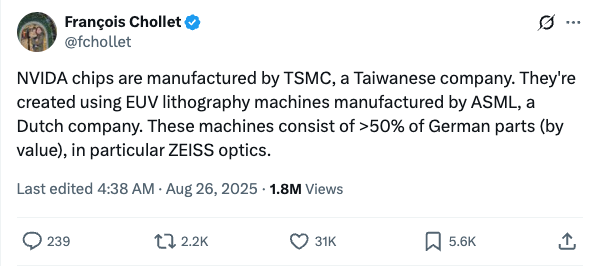 François Chollet
@fchollet
NVIDA chips are manufactured by TSMC, a Taiwanese company. They're
created using EUV lithography machines manufactured by ASML, a
Dutch company. These machines consist of >50% of German parts (by
value), in particular ZEISS optics.
Last edited 4:38 AM · Aug 26, 2025 · 1.8M Views
239 2.2K 31K 5.6K